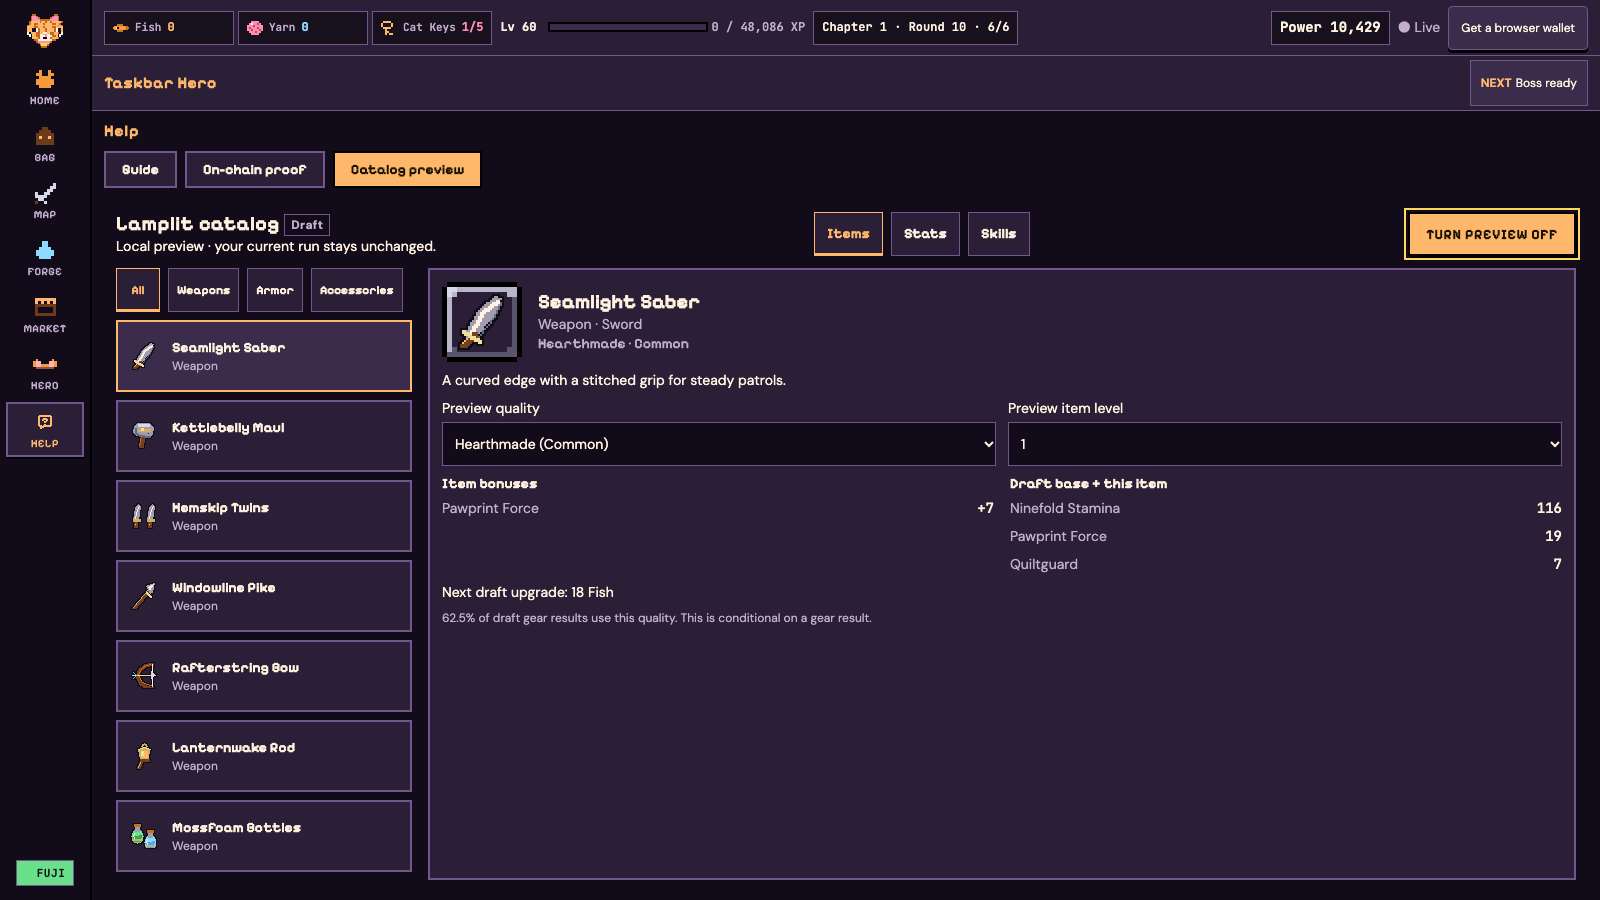 Fish 0
Yarn 0
Cat Keys 1/5
Lv 60
0 / 48,086 XP
Chapter 1 · Round 10 · 6/6
Power 10,429
Live
Get a browser wallet
HOME
BAG
MAP
FORGE
MARKET
HERO
HELP
FUJI
Taskbar Hero
NEXT Boss ready
Help
Guide
On-chain proof
Catalog preview
Lamplit catalog
Draft
Local preview · your current run stays unchanged.
Items
Stats
Skills
TURN PREVIEW OFF
All
Weapons
Armor
Accessories
Seamlight Saber
Weapon
Kettlebelly Maul
Weapon
Hemskip Twins
Weapon
Windowline Pike
Weapon
Rafterstring Bow
Weapon
Lanternwake Rod
Weapon
Mossfoam Bottles
Weapon
Seamlight Saber
Weapon · Sword
Hearthmade · Common
A curved edge with a stitched grip for steady patrols.
Preview quality
Hearthmade (Common)
Preview item level
1
Item bonuses
Pawprint Force +7
Draft base + this item
Ninefold Stamina 116
Pawprint Force 19
Quiltguard 7
Next draft upgrade: 18 Fish
62.5% of draft gear results use this quality. This is conditional on a gear result.